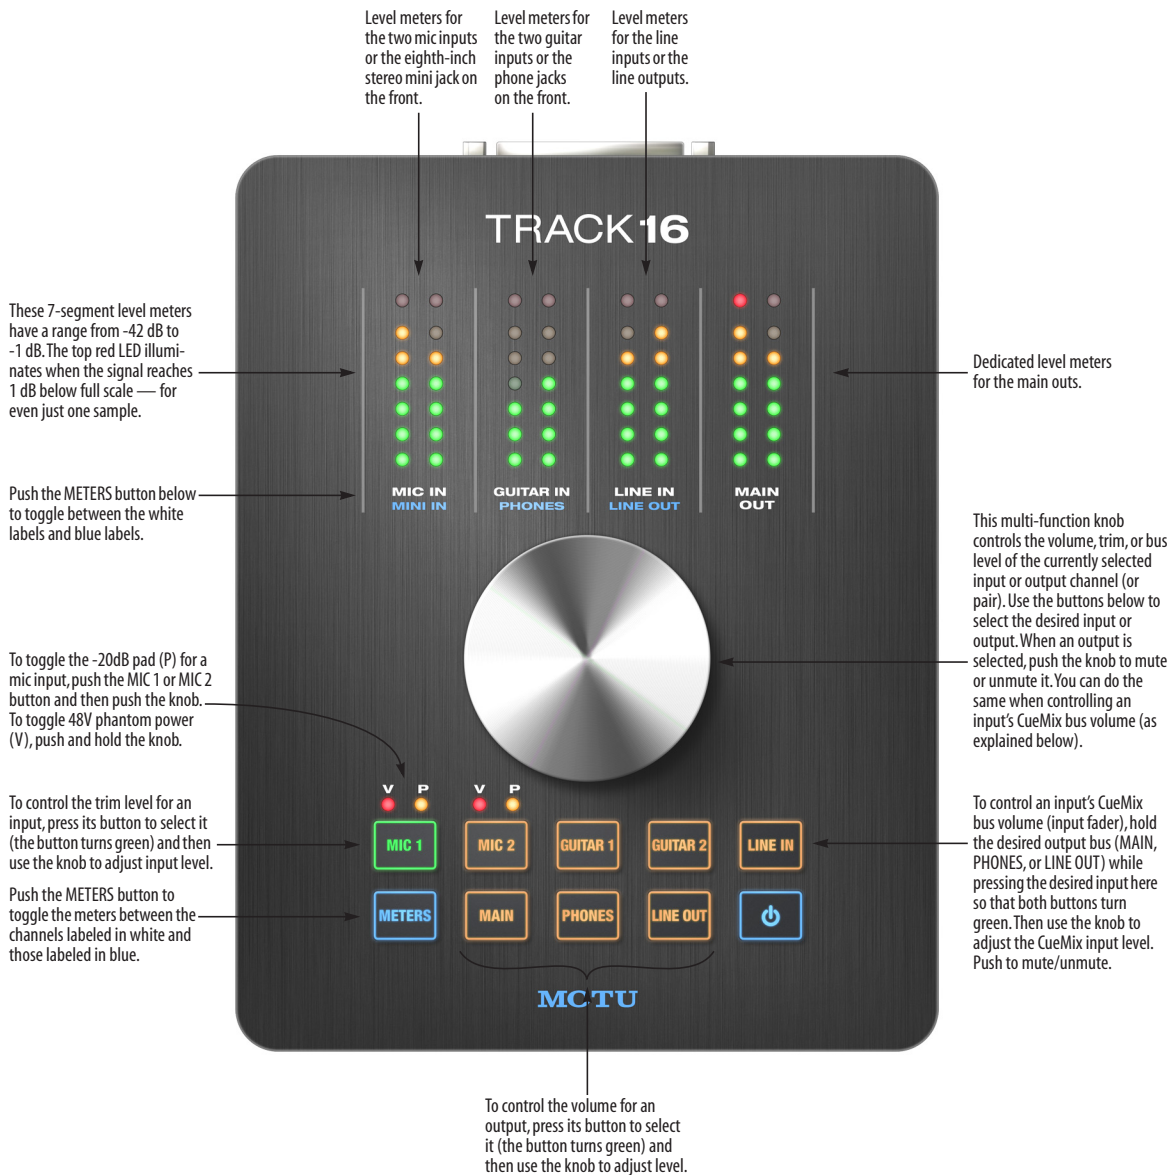 Level meters for
the two mic inputs
or the eighth-inch
stereo mini jack on
the front.
Level meters for
the two guitar
inputs or the
phone jacks
on the front.
Level meters
for the line
inputs or the
line outputs.
TRACK16
These 7-segment level meters
have a range from -42 dB to
-1 dB. The top red LED illumi-
nates when the signal reaches
1 dB below full scale — for
even just one sample.
Dedicated level meters
for the main outs.
MIC IN
MINI IN
GUITAR IN
PHONES
LINE IN
LINE OUT
MAIN
OUT
Push the METERS button below
to toggle between the white
labels and blue labels.
This multi-function knob
controls the volume, trim, or bus
level of the currently selected
input or output channel (or
pair). Use the buttons below to
select the desired input or
output. When an output is
selected, push the knob to mute
or unmute it. You can do the
same when controlling an
input's CueMix bus volume (as
explained below).
To toggle the -20dB pad (P) for a
mic input, push the MIC 1 or MIC 2
button and then push the knob.
To toggle 48V phantom power
(V), push and hold the knob.
V P V P
To control the trim level for an
input, press its button to select it
(the button turns green) and then
use the knob to adjust input level.
MIC 1 MIC 2 GUITAR 1 GUITAR 2 LINE IN
To control an input's CueMix
bus volume (input fader), hold
the desired output bus (MAIN,
PHONES, or LINE OUT) while
pressing the desired input here
so that both buttons turn
green. Then use the knob to
adjust the CueMix input level.
Push to mute/unmute.
Push the METERS button to
toggle the meters between the
channels labeled in white and
those labeled in blue.
METERS MAIN PHONES LINE OUT
MOTU
To control the volume for an
output, press its button to select
it (the button turns green) and
then use the knob to adjust level.